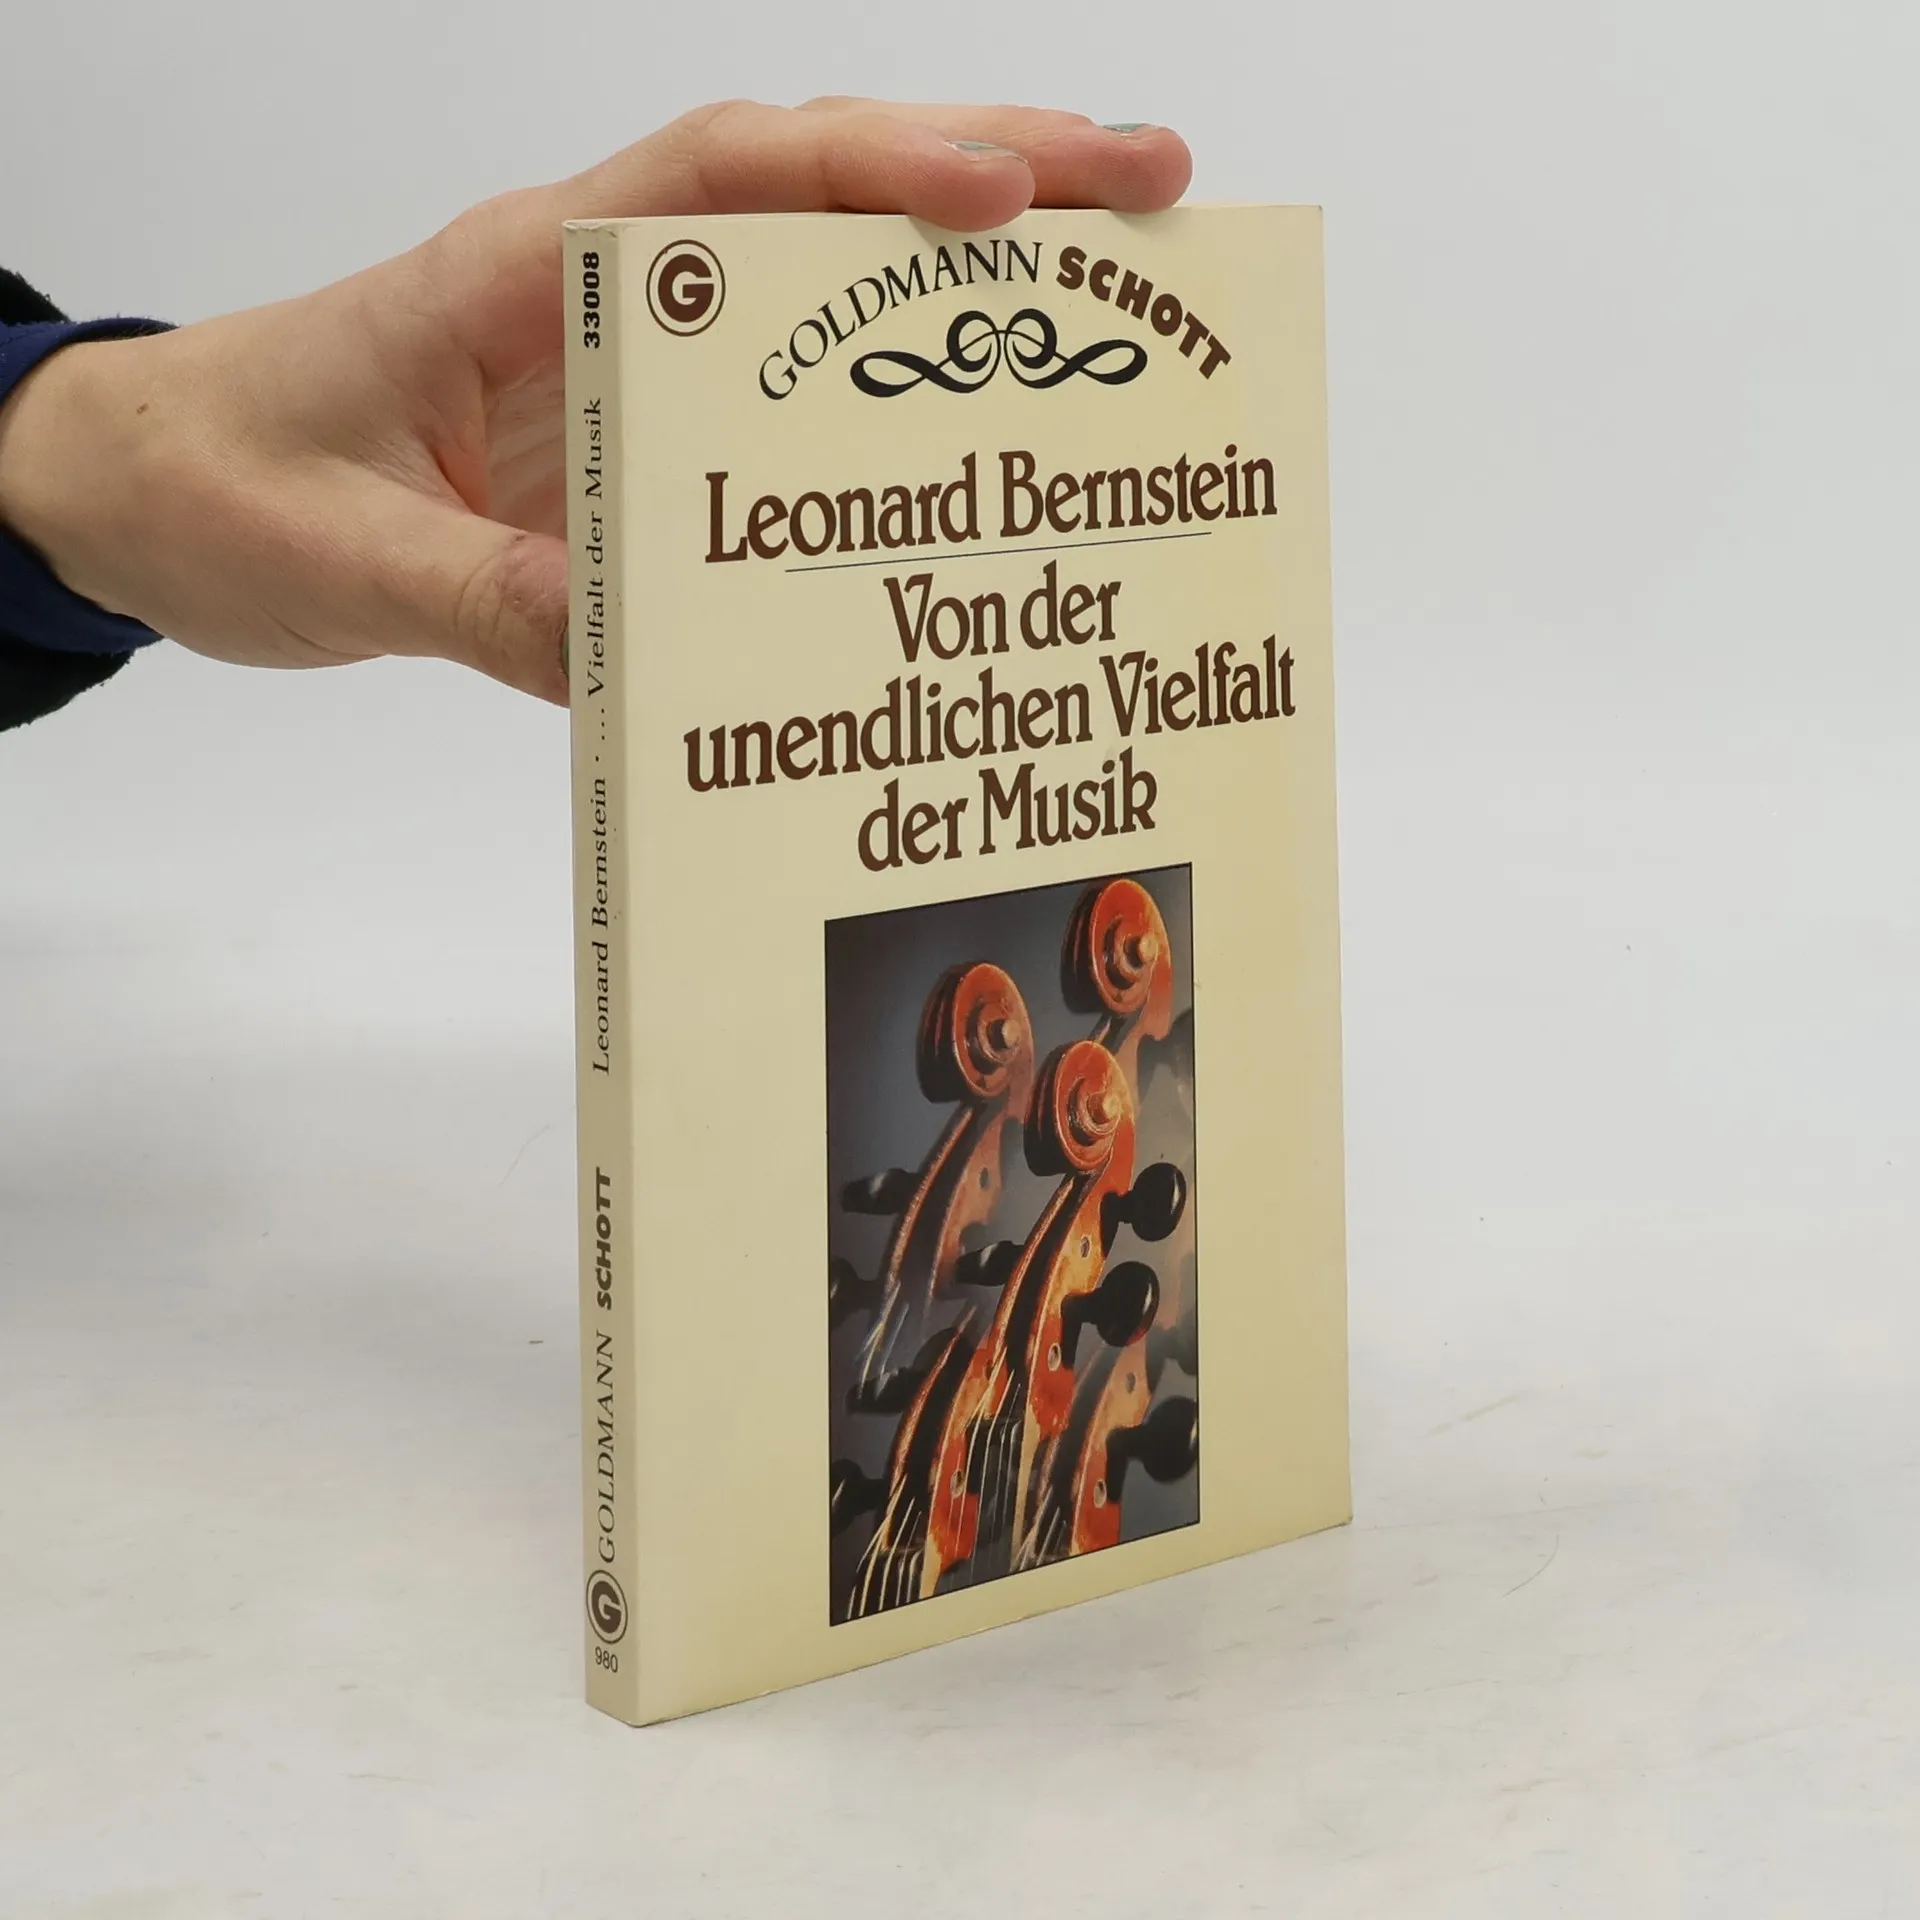 G
GOLDMANN SCHOTT
Leonard Bernstein
Von der
unendlichen Vielfalt
der Musik
33008
Leonard Bernstein · ... Vielfalt der Musik
GOLDMANN SCHOTT
G
980